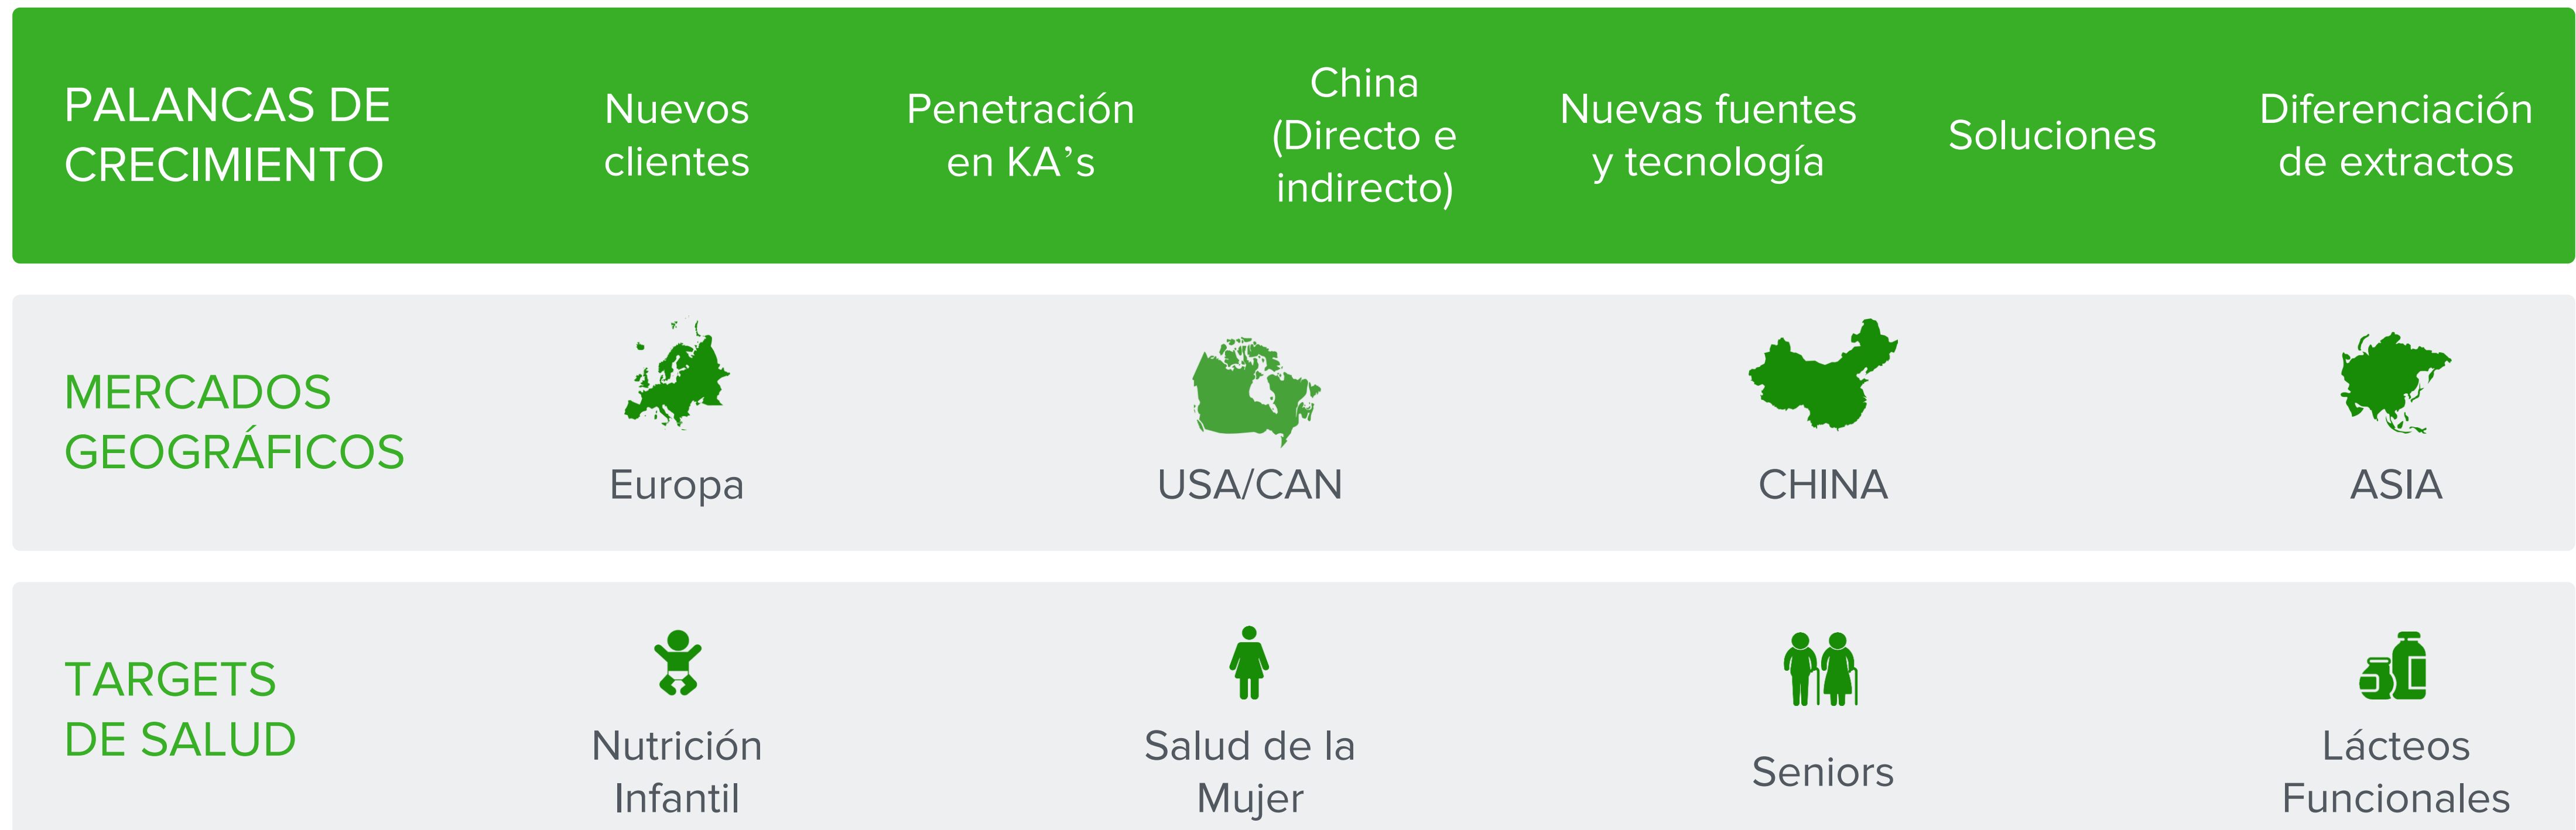 PALANCAS DE
CRECIMIENTO
Nuevos
clientes
Penetración
en KA’s
China
(Directo e
indirecto)
Nuevas fuentes
y tecnología
Soluciones
Diferenciación
de extractos
MERCADOS
GEOGRÁFICOS
Europa
USA/CAN
CHINA
ASIA
TARGETS
DE SALUD
Nutrición
Infantil
Salud de la
Mujer
Seniors
Lácteos
Funcionales